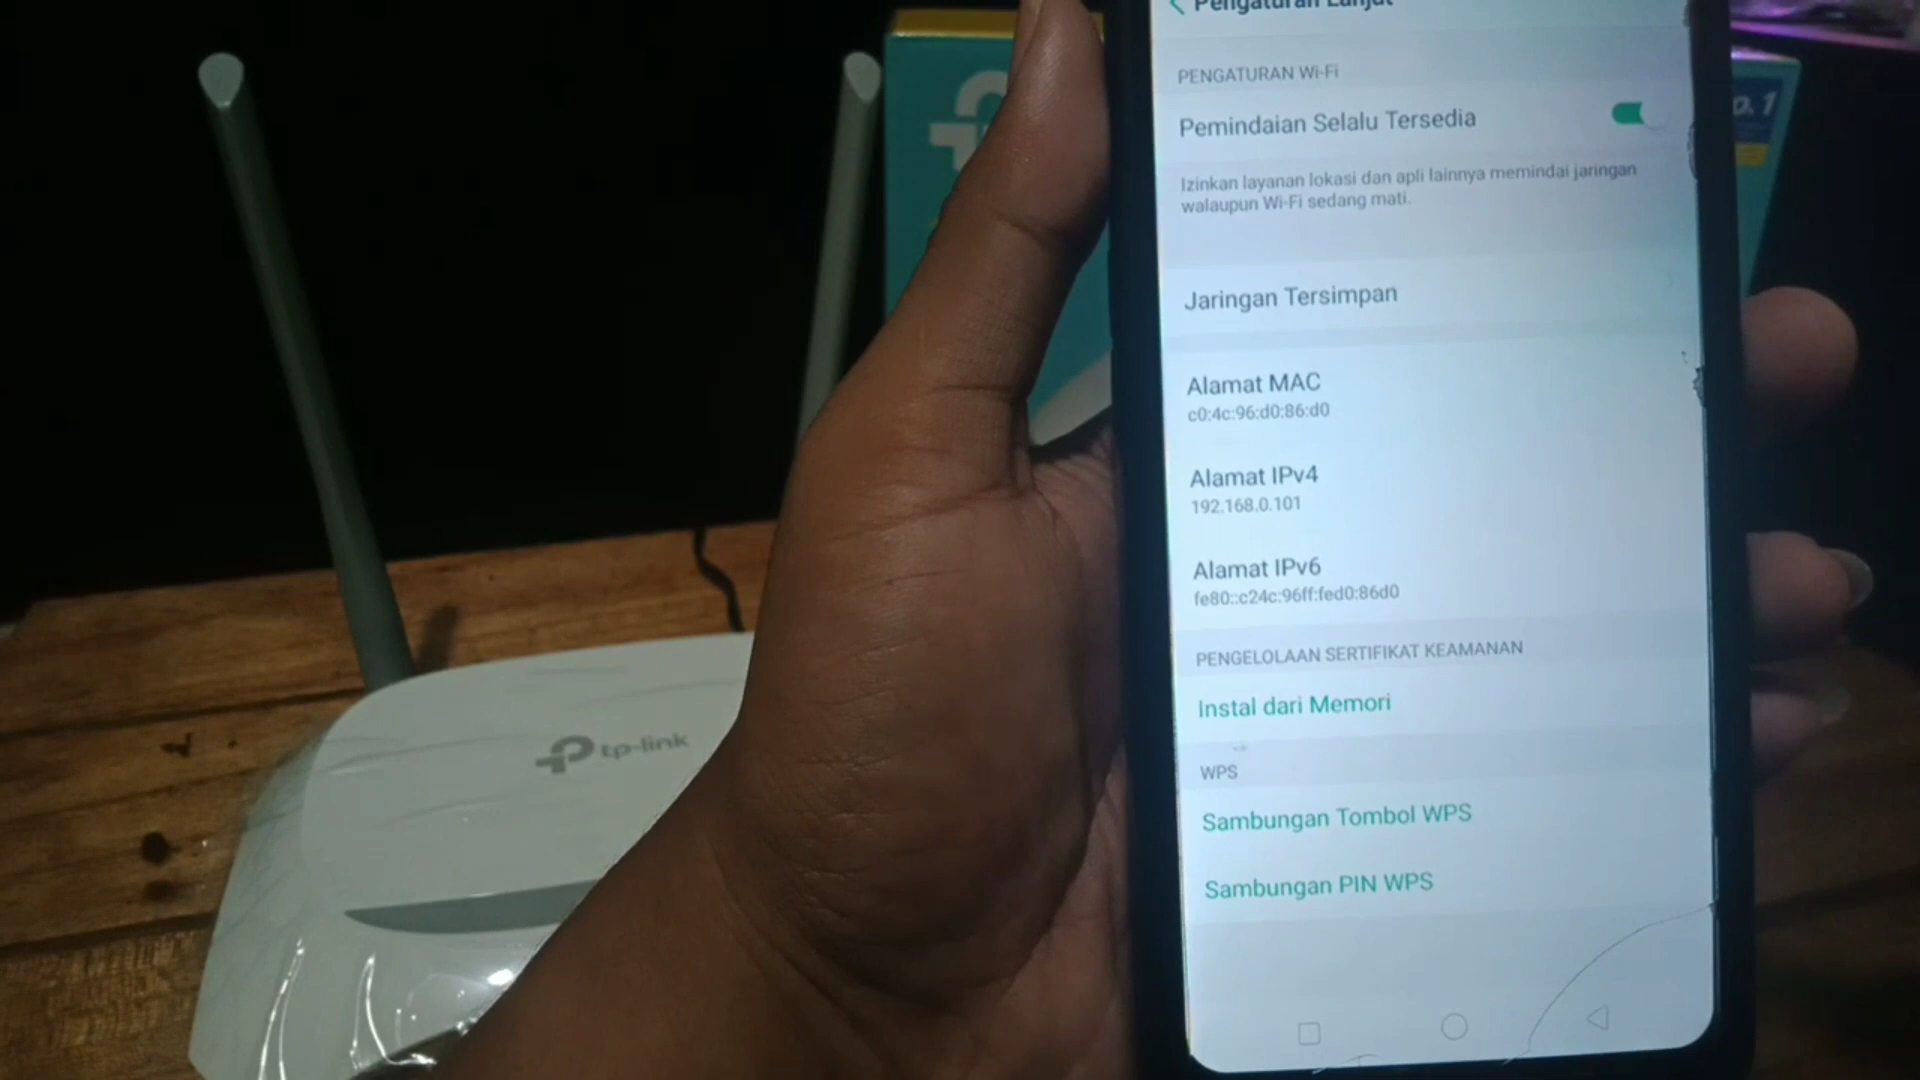 Pengaturan Lanjut
PENGATURAN Wi-Fi
Pemindaian Selalu Tersedia
Izinkan layanan lokasi dan apli lainnya memindai jaringan
walaupun Wi-Fi sedang mati.
Jaringan Tersimpan
Alamat MAC
c0:4c:96:d0:86:d0
Alamat IPv4
192.168.0.101
Alamat IPv6
fe80::c24c:96ff:fed0:86d0
PENGELOLAAN SERTIFIKAT KEAMANAN
Instal dari Memori
WPS
Sambungan Tombol WPS
Sambungan PIN WPS
tp-link